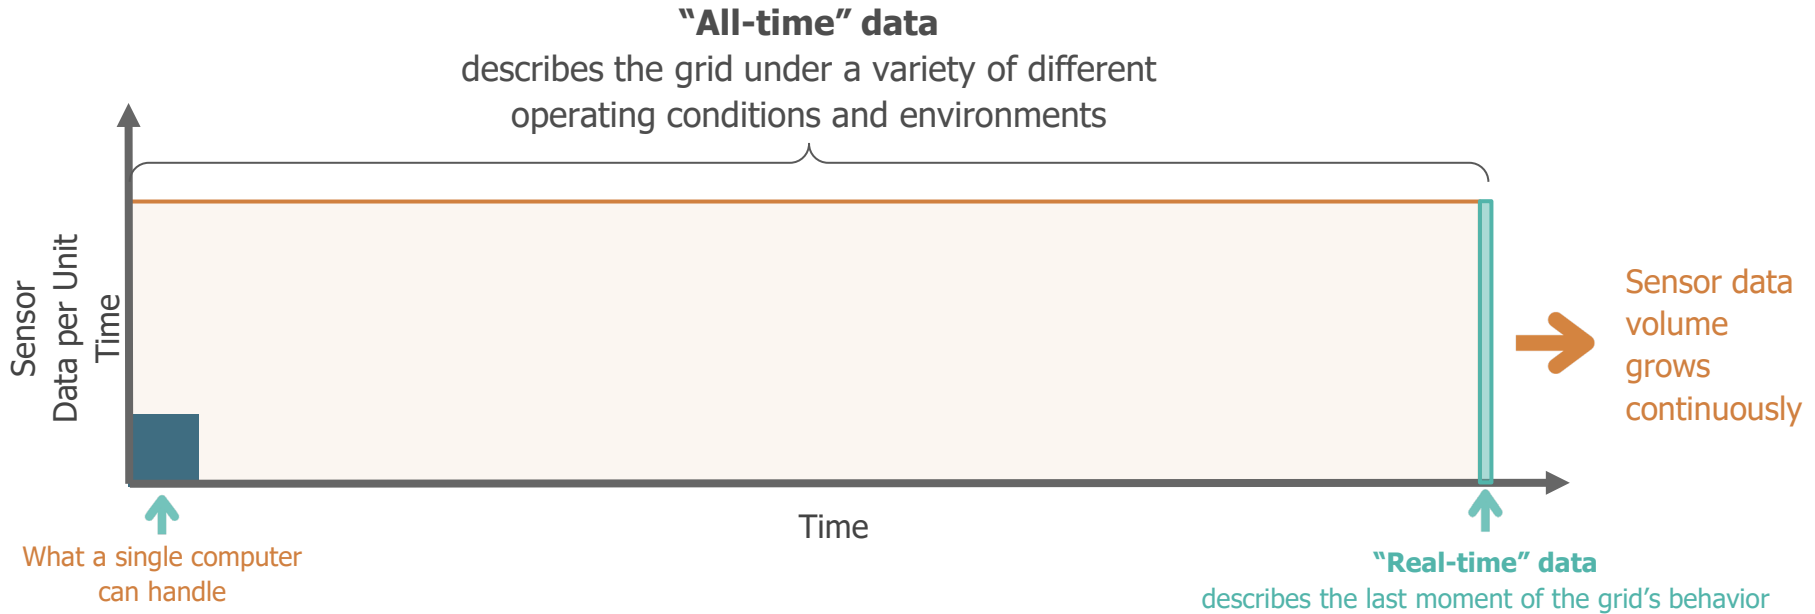 “All-time” data
describes the grid under a variety of different
operating conditions and environments
Sensor
Data per Unit
Time
Sensor data
volume
grows
continuously
Time
What a single computer
can handle
“Real-time” data
describes the last moment of the grid’s behavior